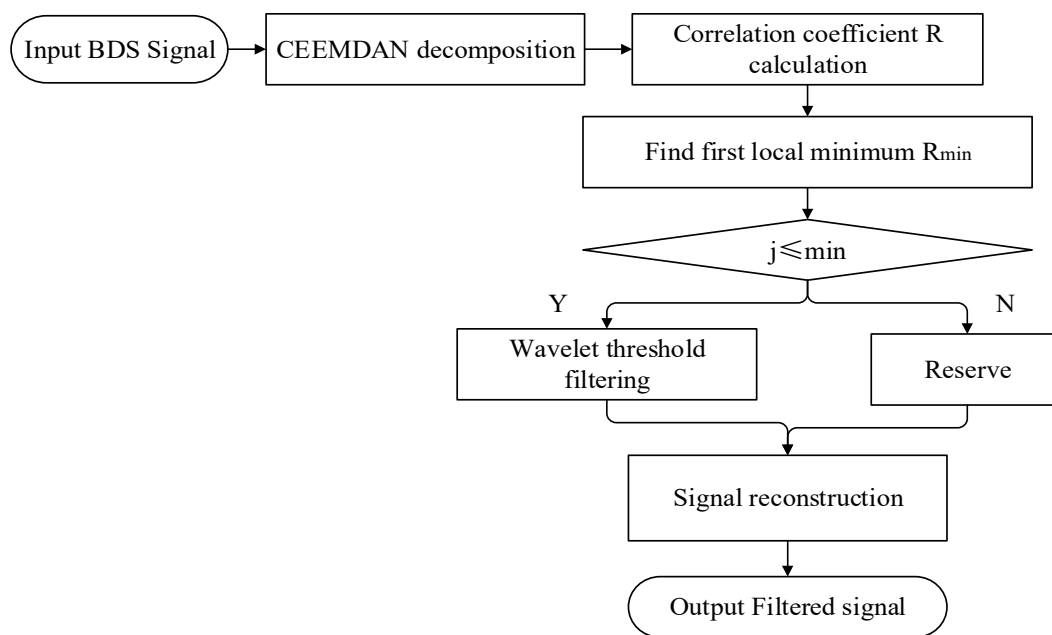 Input BDS Signal
CEEMDAN decomposition
Correlation coefficient R
calculation
Find first local minimum Rmin
j⩽min
Y
N
Wavelet threshold
filtering
Reserve
Signal reconstruction
Output Filtered signal